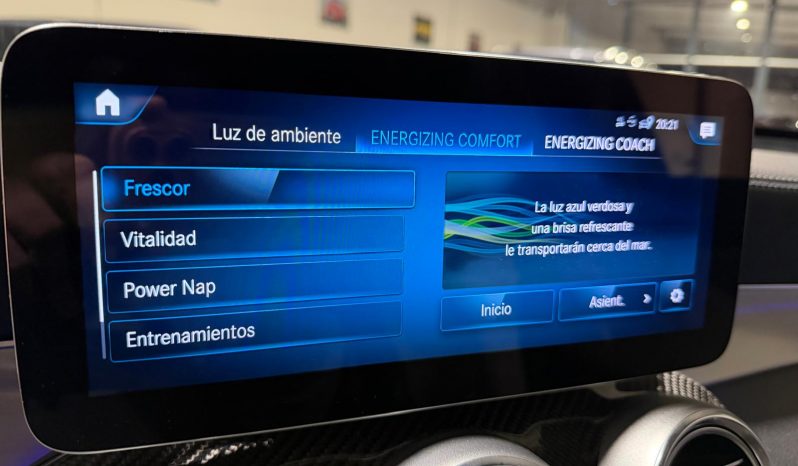 20:21
Luz de ambiente
ENERGIZING COMFORT
ENERGIZING COACH
Frescor
Vitalidad
Power Nap
Entrenamientos
La luz azul verdosa y
una brisa refrescante
le transportarán cerca del mar.
Inicio
Asient.